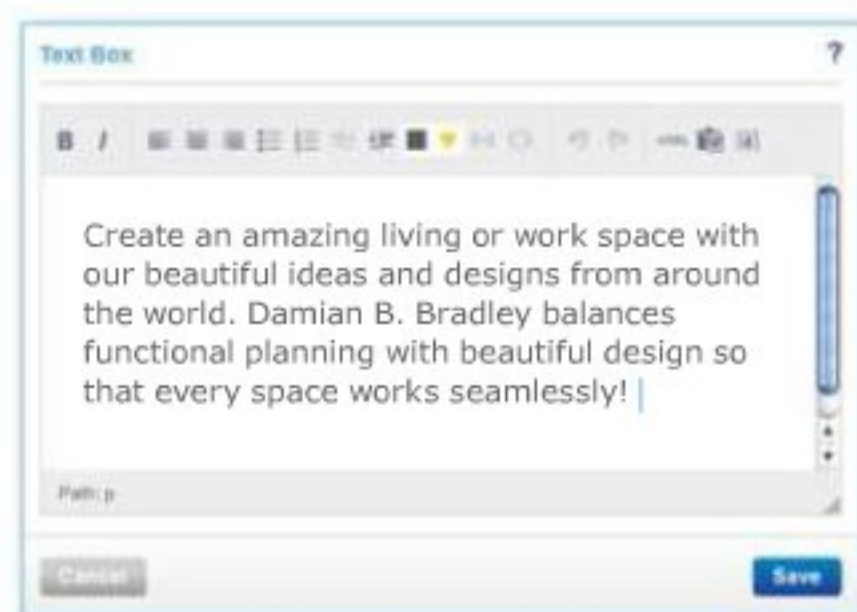 Text Box ?
B I
Create an amazing living or work space with
our beautiful ideas and designs from around
the world. Damian B. Bradley balances
functional planning with beautiful design so
that every space works seamlessly!
Path: p
Cancel Save